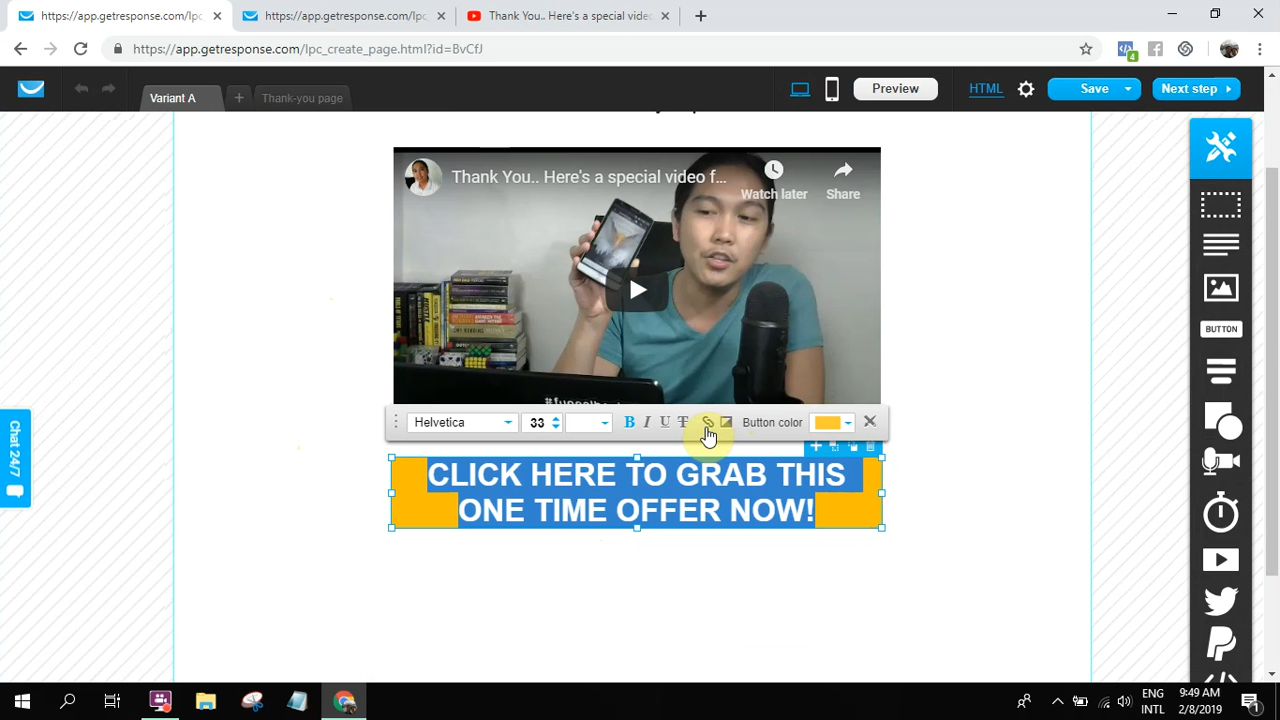 https://app.getresponse.com/lpc
https://app.getresponse.com/lpc
Thank You.. Here's a special video
https://app.getresponse.com/lpc_create_page.html?id=BvCfJ
4
Variant A
Thank-you page
HTML
Preview
Save
Next step
Thank You.. Here's a special video f...
Watch later
Share
Helvetica
33
B I U T
Button color
CLICK HERE TO GRAB THIS
ONE TIME OFFER NOW!
Chat 24/7
BUTTON
ENG
INTL
9:49 AM
2/8/2019
1